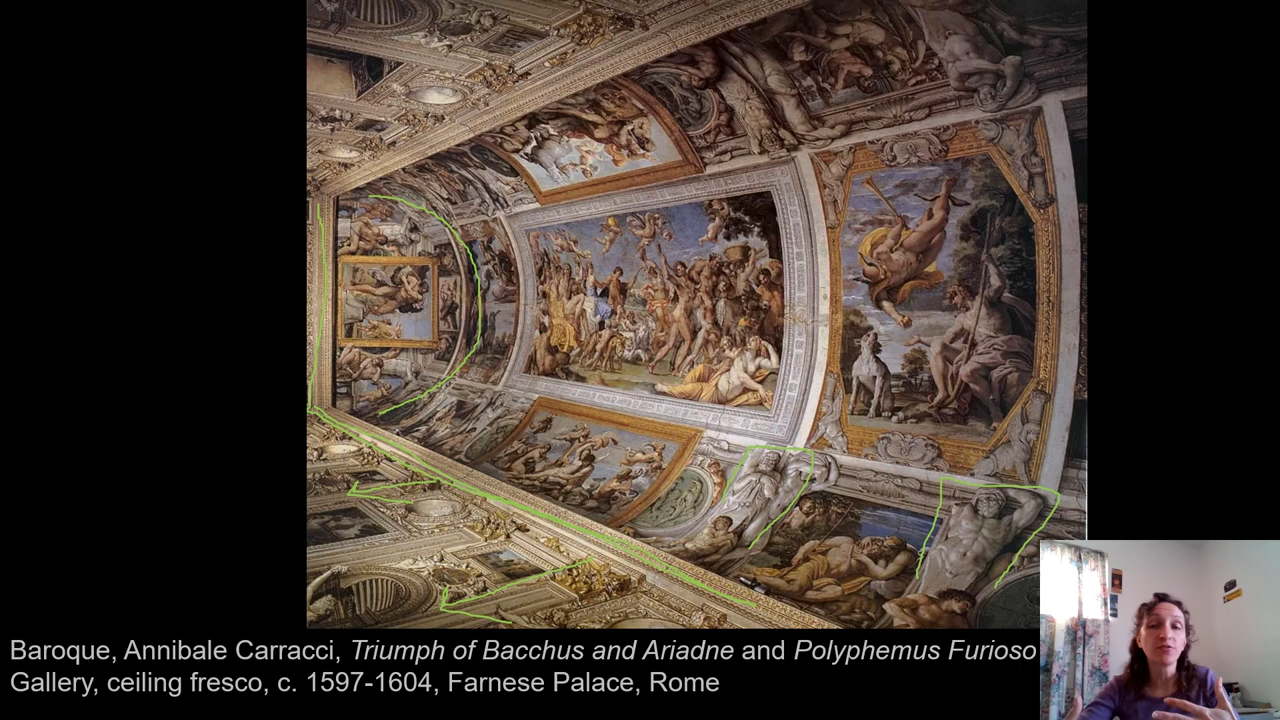 Baroque, Annibale Carracci, Triumph of Bacchus and Ariadne and Polyphemus Furioso
Gallery, ceiling fresco, c. 1597-1604, Farnese Palace, Rome